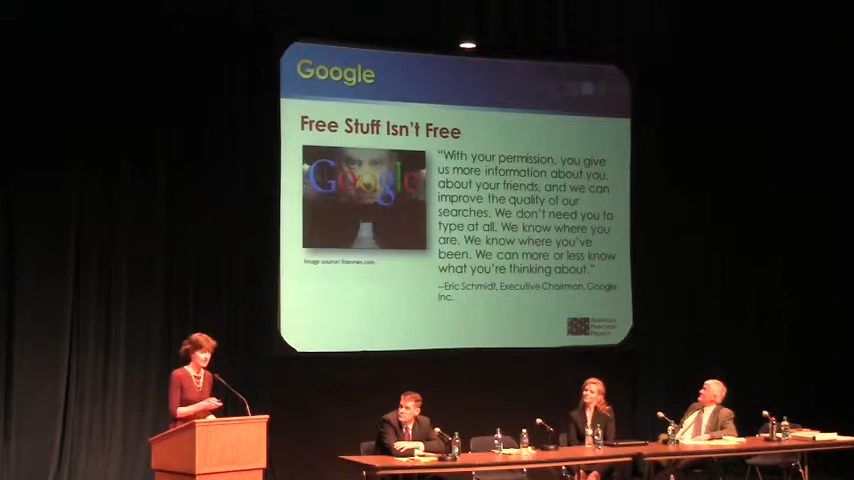 Google
Free Stuff Isn't Free
Google
"With your permission, you give
us more information about you,
about your friends, and we can
improve the quality of our
searches. We don't need you to
type at all. We know where you
are. We know where you've
been. We can more or less know
what you're thinking about."
--Eric Schmidt, Executive Chairman, Google
Inc.
Image source: